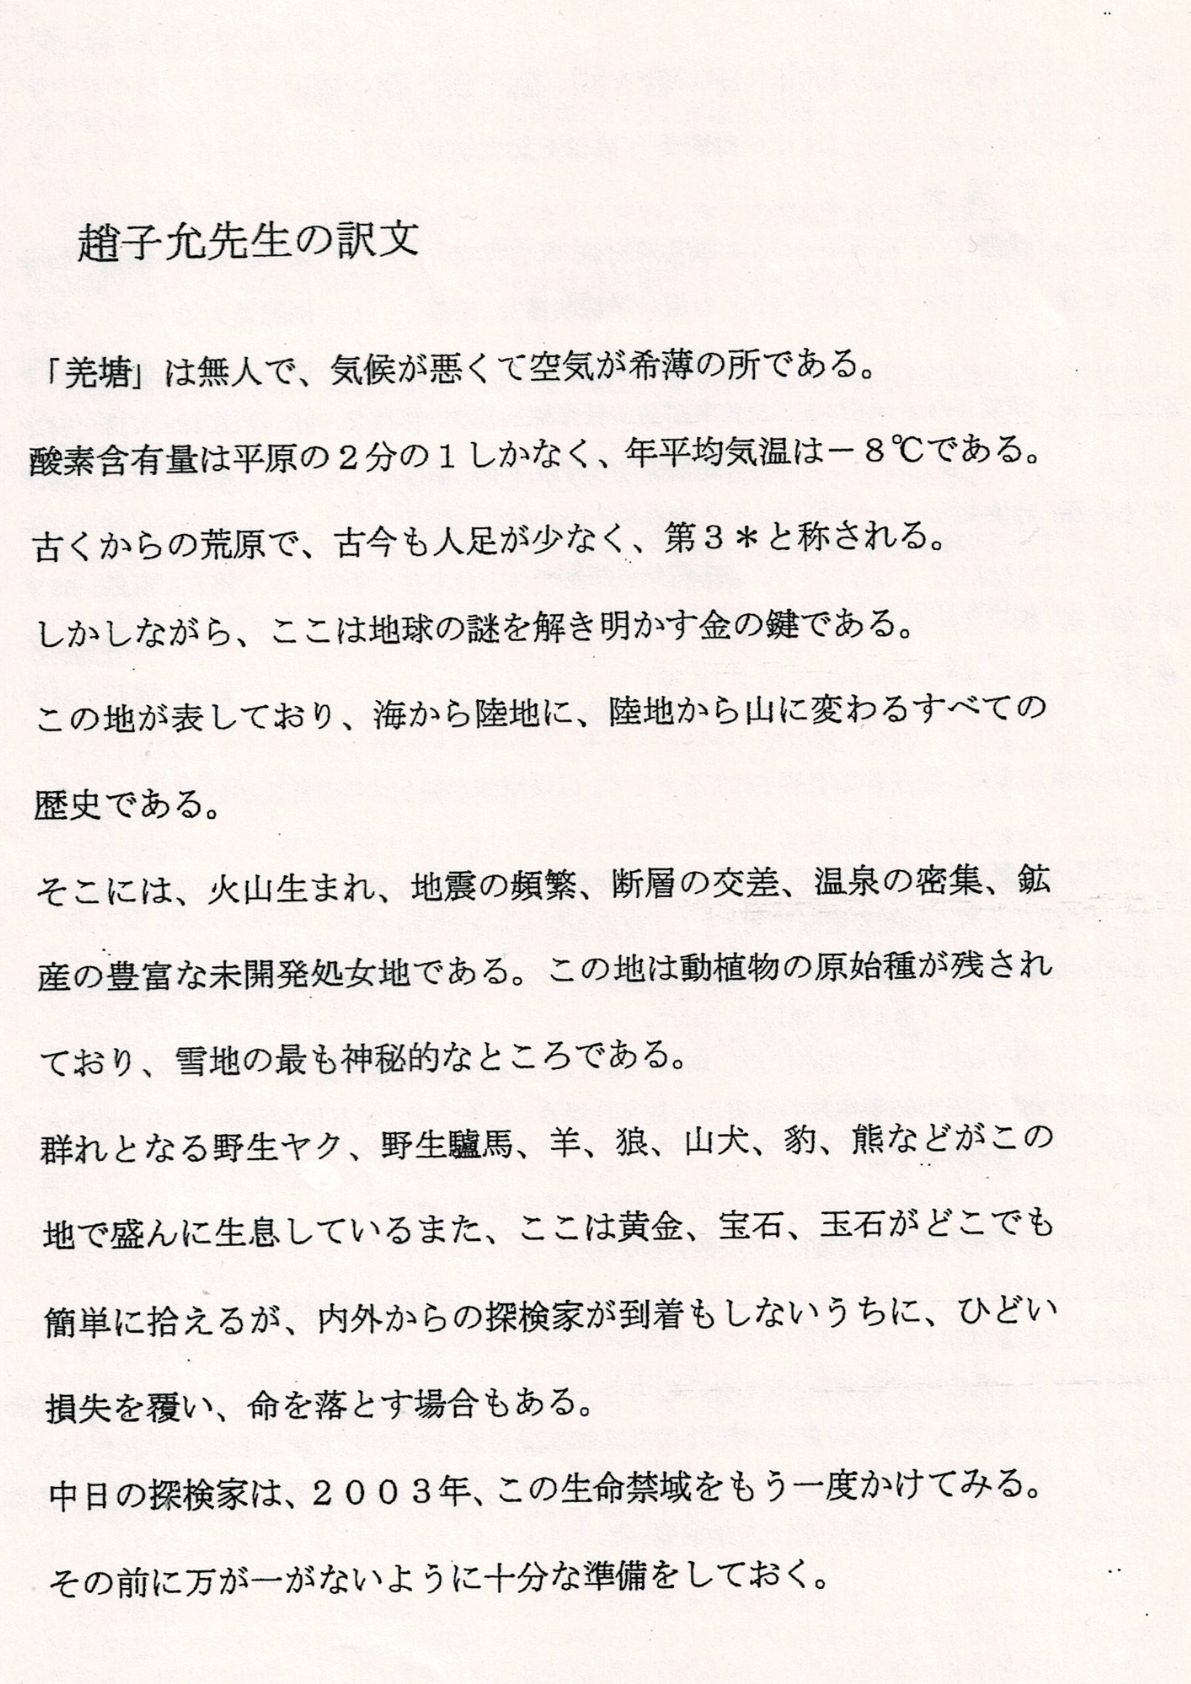 趙子允先生の訳文
「羌塘」は無人で、気候が悪くて空気が希薄の所である。
酸素含有量は平原の２分の１しかなく、年平均気温は－８℃である。
古くからの荒原で、古今も人足が少なく、第３＊と称される。
しかしながら、ここは地球の謎を解き明かす金の鍵である。
この地が表しており、海から陸地に、陸地から山に変わるすべての
歴史である。
そこには、火山生まれ、地震の頻繁、断層の交差、温泉の密集、鉱
産の豊富な未開発処女地である。この地は動植物の原始種が残され
ており、雪地の最も神秘的なところである。
群れとなる野生ヤク、野生驢馬、羊、狼、山犬、豹、熊などがこの
地で盛んに生息しているまた、ここは黄金、宝石、玉石がどこでも
簡単に拾えるが、内外からの探検家が到着もしないうちに、ひどい
損失を覆い、命を落とす場合もある。
中日の探検家は、２００３年、この生命禁域をもう一度かけてみる。
その前に万が一がないように十分な準備をしておく。